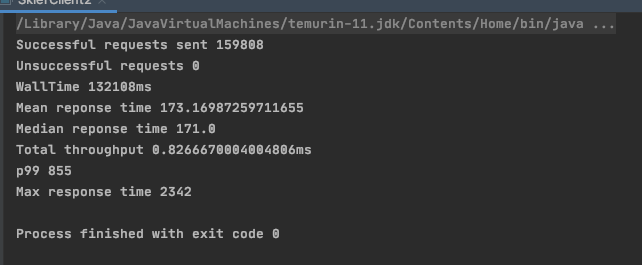 SkierClient2 ×
/Library/Java/JavaVirtualMachines/temurin-11.jdk/Contents/Home/bin/java ...
Successful requests sent 159808
Unsuccessful requests 0
WallTime 132108ms
Mean reponse time 173.16987259711655
Median reponse time 171.0
Total throughput 0.8266670004004806ms
p99 855
Max response time 2342
Process finished with exit code 0